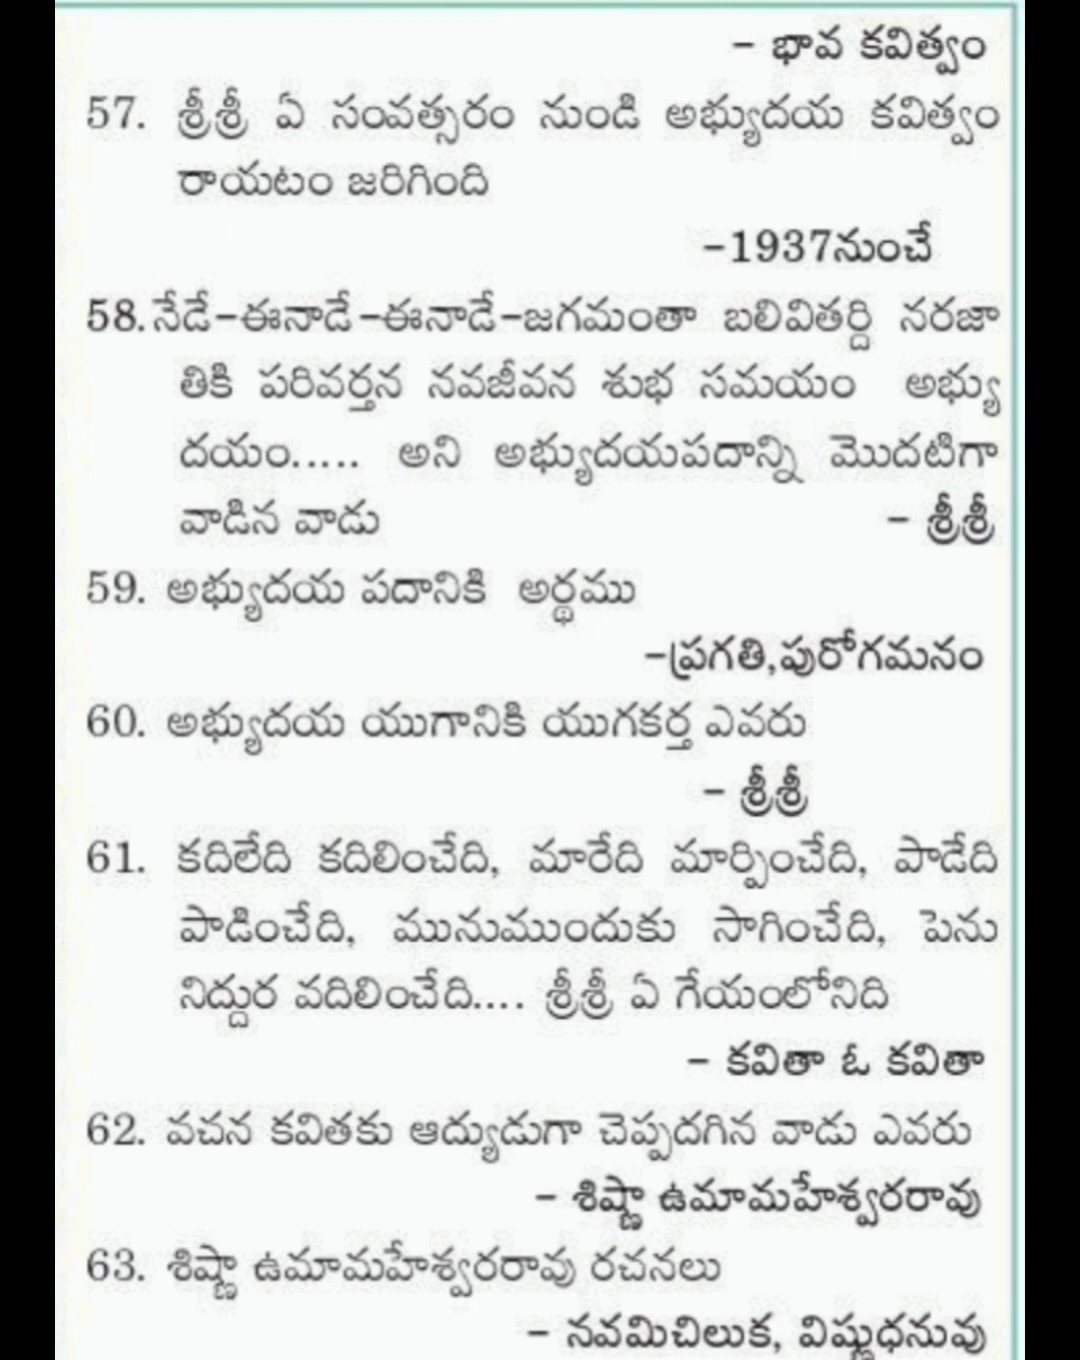 - భావ కవిత్వం
57. శ్రీశ్రీ ఏ సంవత్సరం నుండి అభ్యుదయ కవిత్వం
రాయటం జరిగింది
-1937నుంచే
58.నేడే-ఈనాడే-ఈనాడే-జగమంతా బలివితర్ది నరజా
తికి పరివర్తన నవజీవన శుభ సమయం అభ్యు
దయం..... అని అభ్యుదయపదాన్ని మొదటిగా
వాడిన వాడు - శ్రీశ్రీ
59. అభ్యుదయ పదానికి అర్థము
-ప్రగతి,పురోగమనం
60. అభ్యుదయ యుగానికి యుగకర్త ఎవరు
- శ్రీశ్రీ
61. కదిలేది కదిలించేది, మారేది మార్పించేది, పాడేది
పాడించేది, మునుముందుకు సాగించేది, పెను
నిద్దుర వదిలించేది.... శ్రీశ్రీ ఏ గేయంలోనిది
- కవితా ఓ కవితా
62. వచన కవితకు ఆద్యుడుగా చెప్పదగిన వాడు ఎవరు
- శిష్ణా ఉమామహేశ్వరరావు
63. శిష్ణా ఉమామహేశ్వరరావు రచనలు
- నవమిచిలుక, విష్ణుధనువు